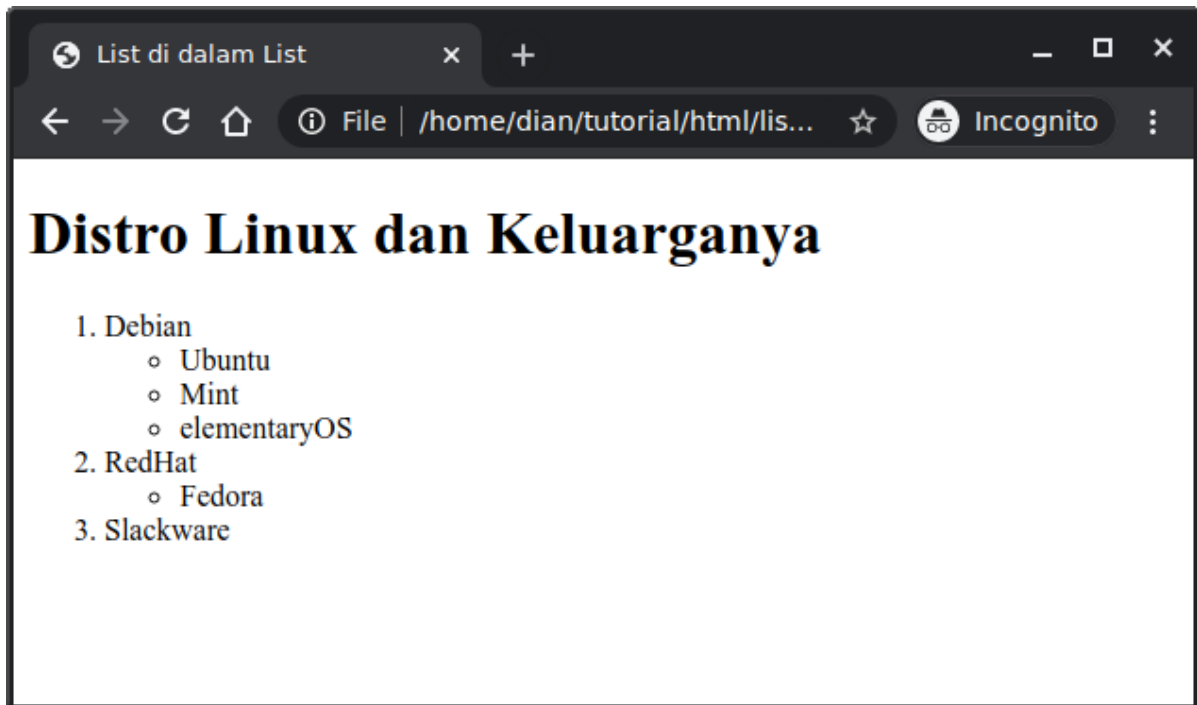 List di dalam List
File /home/dian/tutorial/html/lis... Incognito
Distro Linux dan Keluarganya
1. Debian
Ubuntu
Mint
elementaryOS
2. RedHat
Fedora
3. Slackware